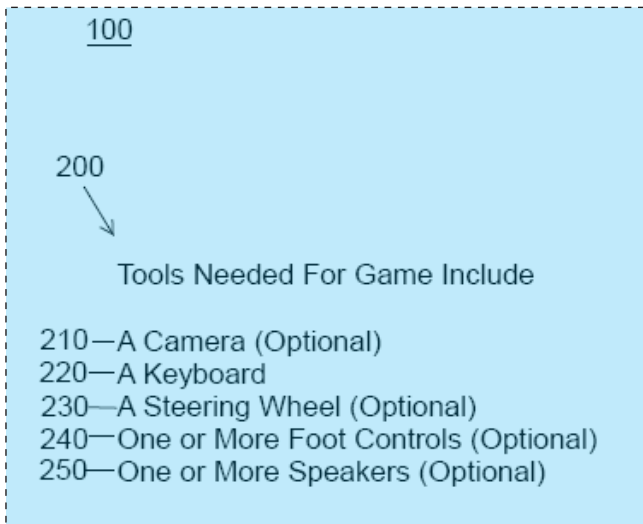 100
200
Tools Needed For Game Include
210—A Camera (Optional)
220—A Keyboard
230—A Steering Wheel (Optional)
240—One or More Foot Controls (Optional)
250—One or More Speakers (Optional)